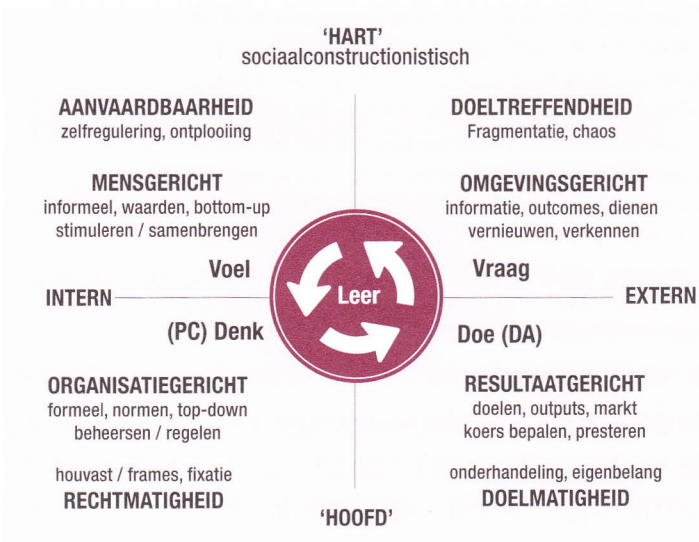 ‘HART’
sociaalconstructionistisch
AANVAARDBAARHEID
zelfregulering, ontplooiing
DOELTREFFENDHEID
Fragmentatie, chaos
MENSGERICHT
informeel, waarden, bottom-up
stimuleren / samenbrengen
OMGEVINGSGERICHT
informatie, outcomes, dienen
vernieuwen, verkennen
Voel
Vraag
INTERN
Leer
EXTERN
(PC) Denk
Doe (DA)
ORGANISATIEGERICHT
formeel, normen, top-down
beheersen / regelen
RESULTAATGERICHT
doelen, outputs, markt
koers bepalen, presteren
houvast / frames, fixatie
RECHTMATIGHEID
onderhandeling, eigenbelang
DOELMATIGHEID
‘HOOFD’